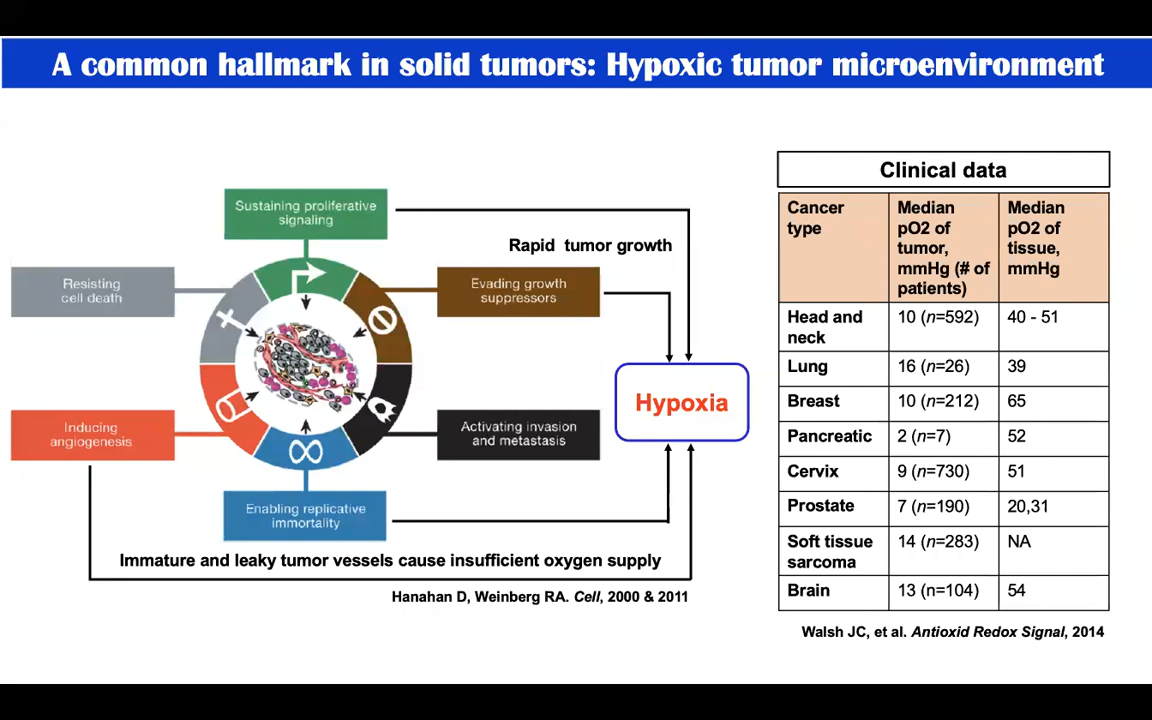 A common hallmark in solid tumors: Hypoxic tumor microenvironment
Sustaining proliferative
signaling
Rapid tumor growth
Resisting
cell death
Evading growth
suppressors
Hypoxia
Inducing
angiogenesis
Activating invasion
and metastasis
Enabling replicative
immortality
Immature and leaky tumor vessels cause insufficient oxygen supply
Hanahan D, Weinberg RA. Cell, 2000 & 2011
Clinical data
Cancer
type
Median
pO2 of
tumor,
mmHg (# of
patients)
Median
pO2 of
tissue,
mmHg
Head and
neck
10 (n=592)
40 - 51
Lung
16 (n=26)
39
Breast
10 (n=212)
65
Pancreatic
2 (n=7)
52
Cervix
9 (n=730)
51
Prostate
7 (n=190)
20,31
Soft tissue
sarcoma
14 (n=283)
NA
Brain
13 (n=104)
54
Walsh JC, et al. Antioxid Redox Signal, 2014